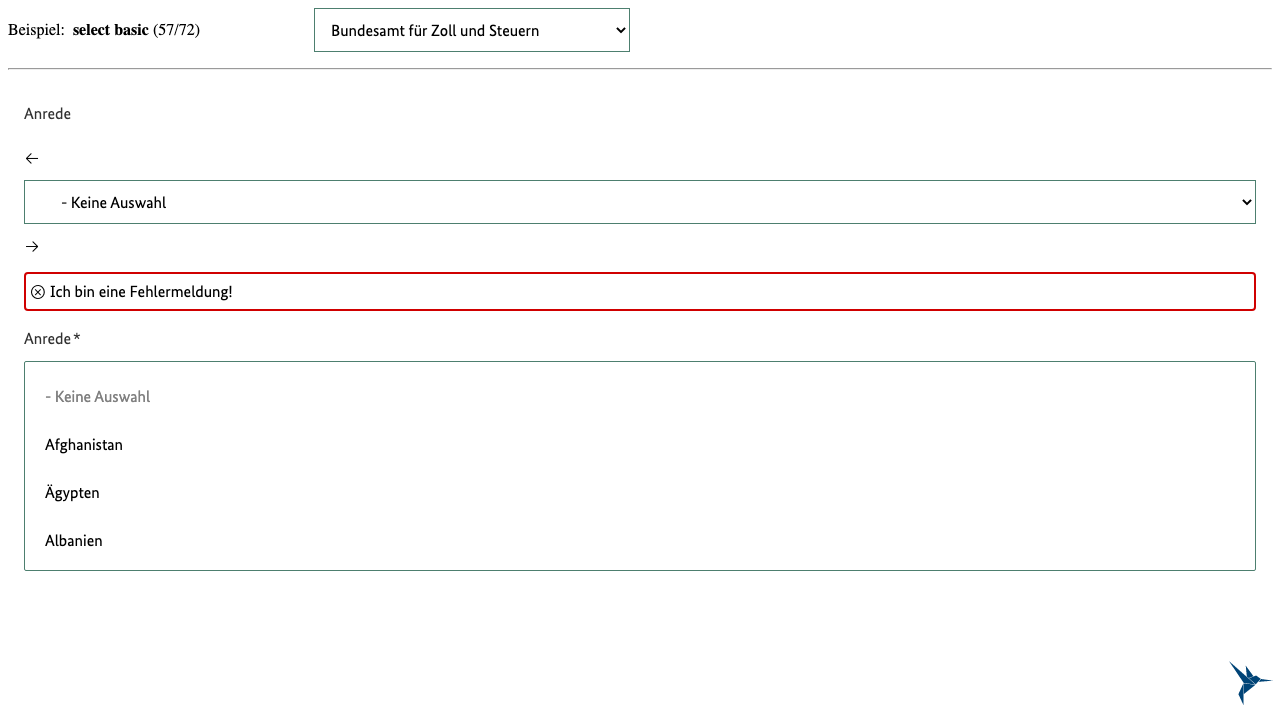 Beispiel: select basic (57/72)
Bundesamt für Zoll und Steuern
Anrede
←
- Keine Auswahl
→
Ich bin eine Fehlermeldung!
Anrede*
- Keine Auswahl
Afghanistan
Ägypten
Albanien